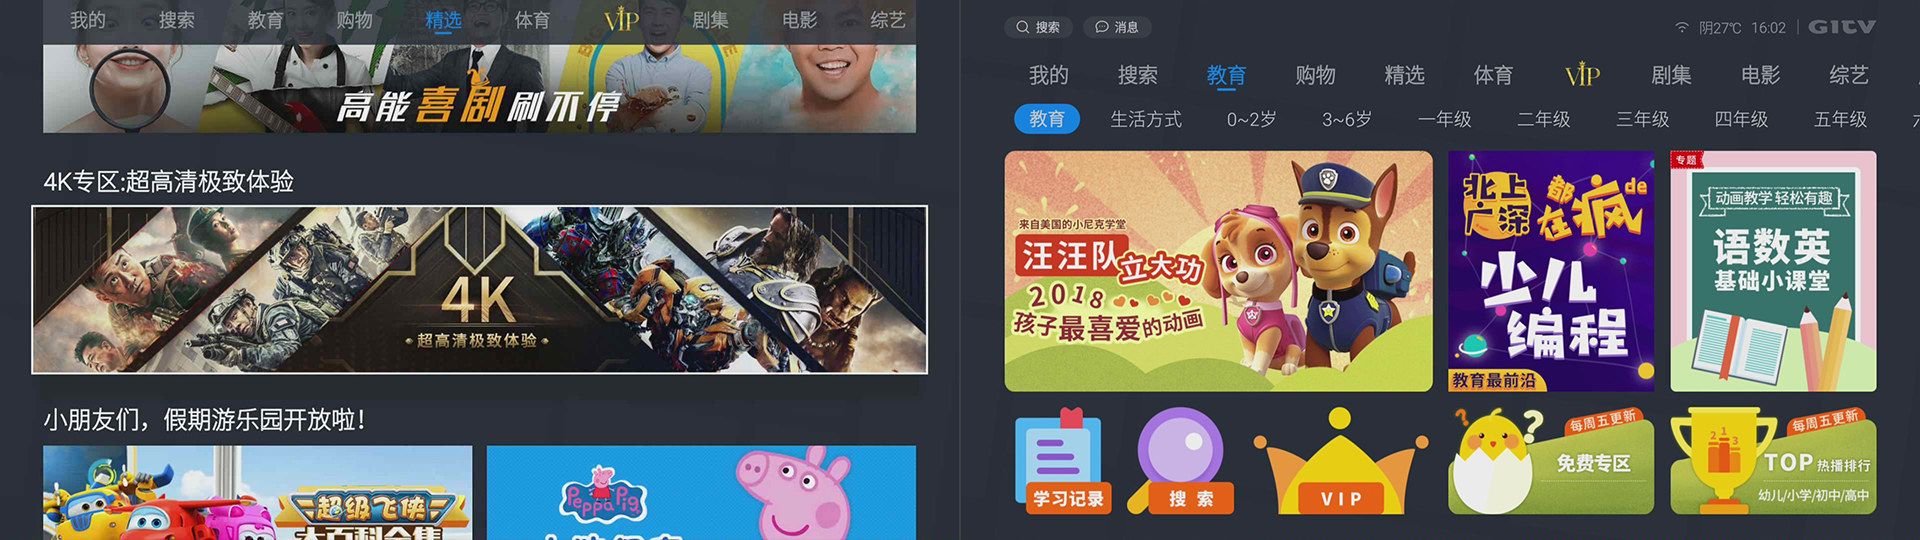 我的 搜索 教育 购物 精选 体育 VIP 剧集 电影 综艺
高能喜剧刷不停
4K专区:超高清极致体验
4K
超高清极致体验
小朋友们，假期游乐园开放啦！
超级飞侠
大百科全集
Peppa Pig
搜索 消息
阴27℃ 16:02 GITV
我的 搜索 教育 购物 精选 体育 VIP 剧集 电影 综艺
教育 生活方式 0~2岁 3~6岁 一年级 二年级 三年级 四年级 五年级
来自美国的小尼克学堂
汪汪队立大功
2018
孩子最喜爱的动画
北上广深都在疯de
少儿编程
教育最前沿
专题
动画教学 轻松有趣
语数英
基础小课堂
学习记录
搜索
VIP
每周五更新
免费专区
每周五更新
2 1 3
TOP热播排行
幼儿/小学/初中/高中